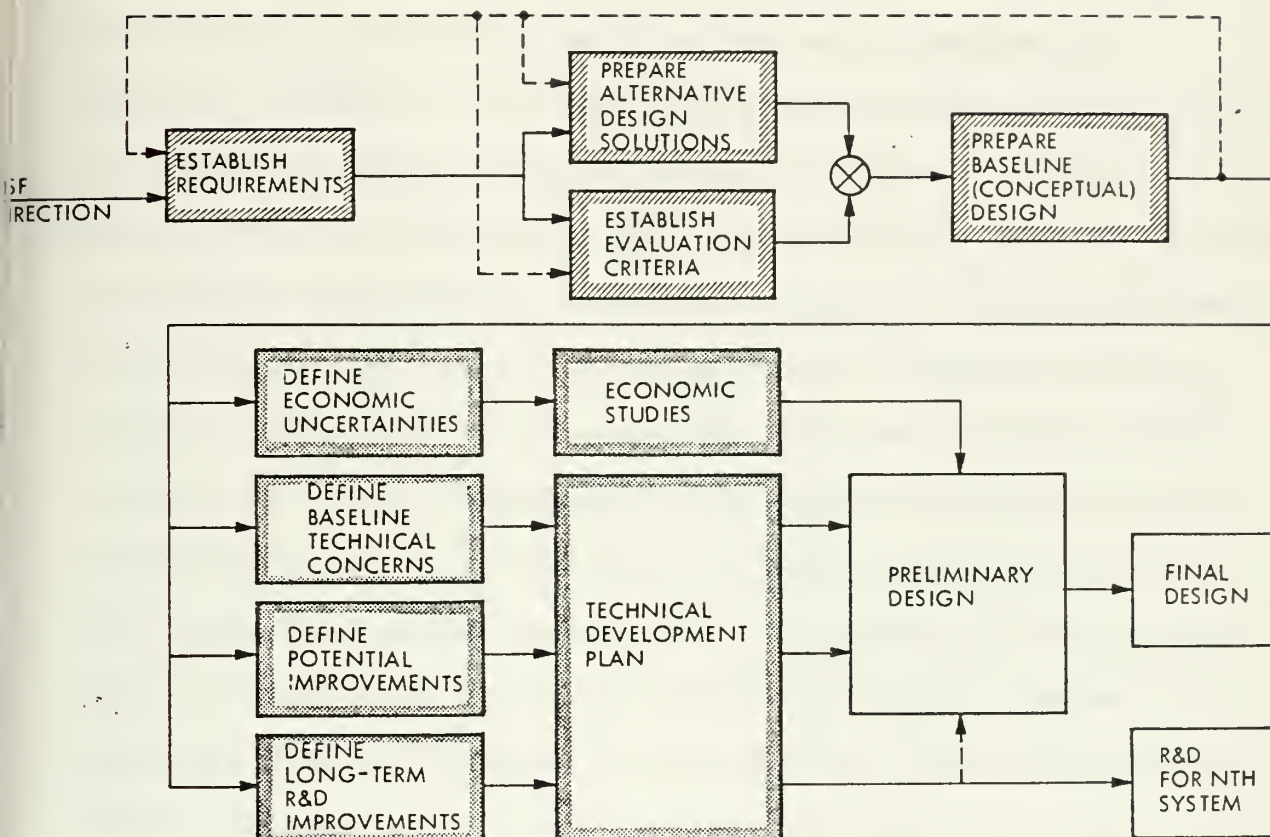 PREPARE
ALTERNATIVE
DESIGN
SOLUTIONS
ESTABLISH
REQUIREMENTS
PREPARE
BASELINE
(CONCEPTUAL)
DESIGN
ESTABLISH
EVALUATION
CRITERIA
DEFINE
ECONOMIC
UNCERTAINTIES
ECONOMIC
STUDIES
DEFINE
BASELINE
TECHNICAL
CONCERNS
TECHNICAL
DEVELOPMENT
PLAN
PRELIMINARY
DESIGN
FINAL
DESIGN
DEFINE
POTENTIAL
IMPROVEMENTS
DEFINE
LONG-TERM
R&D
IMPROVEMENTS
R&D
FOR NTH
SYSTEM